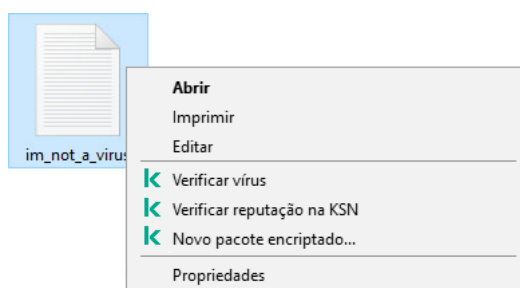 Abrir
Imprimir
Editar
im_not_a_virus
Verificar vírus
Verificar reputação na KSN
Novo pacote encriptado...
Propriedades